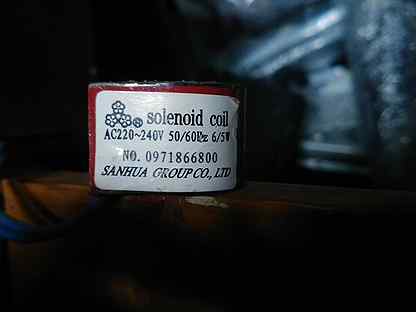 ® solenoid coil
AC220~240V 50/60Hz 6/5W
NO. 0971866800
SANHUA GROUP CO., LTD